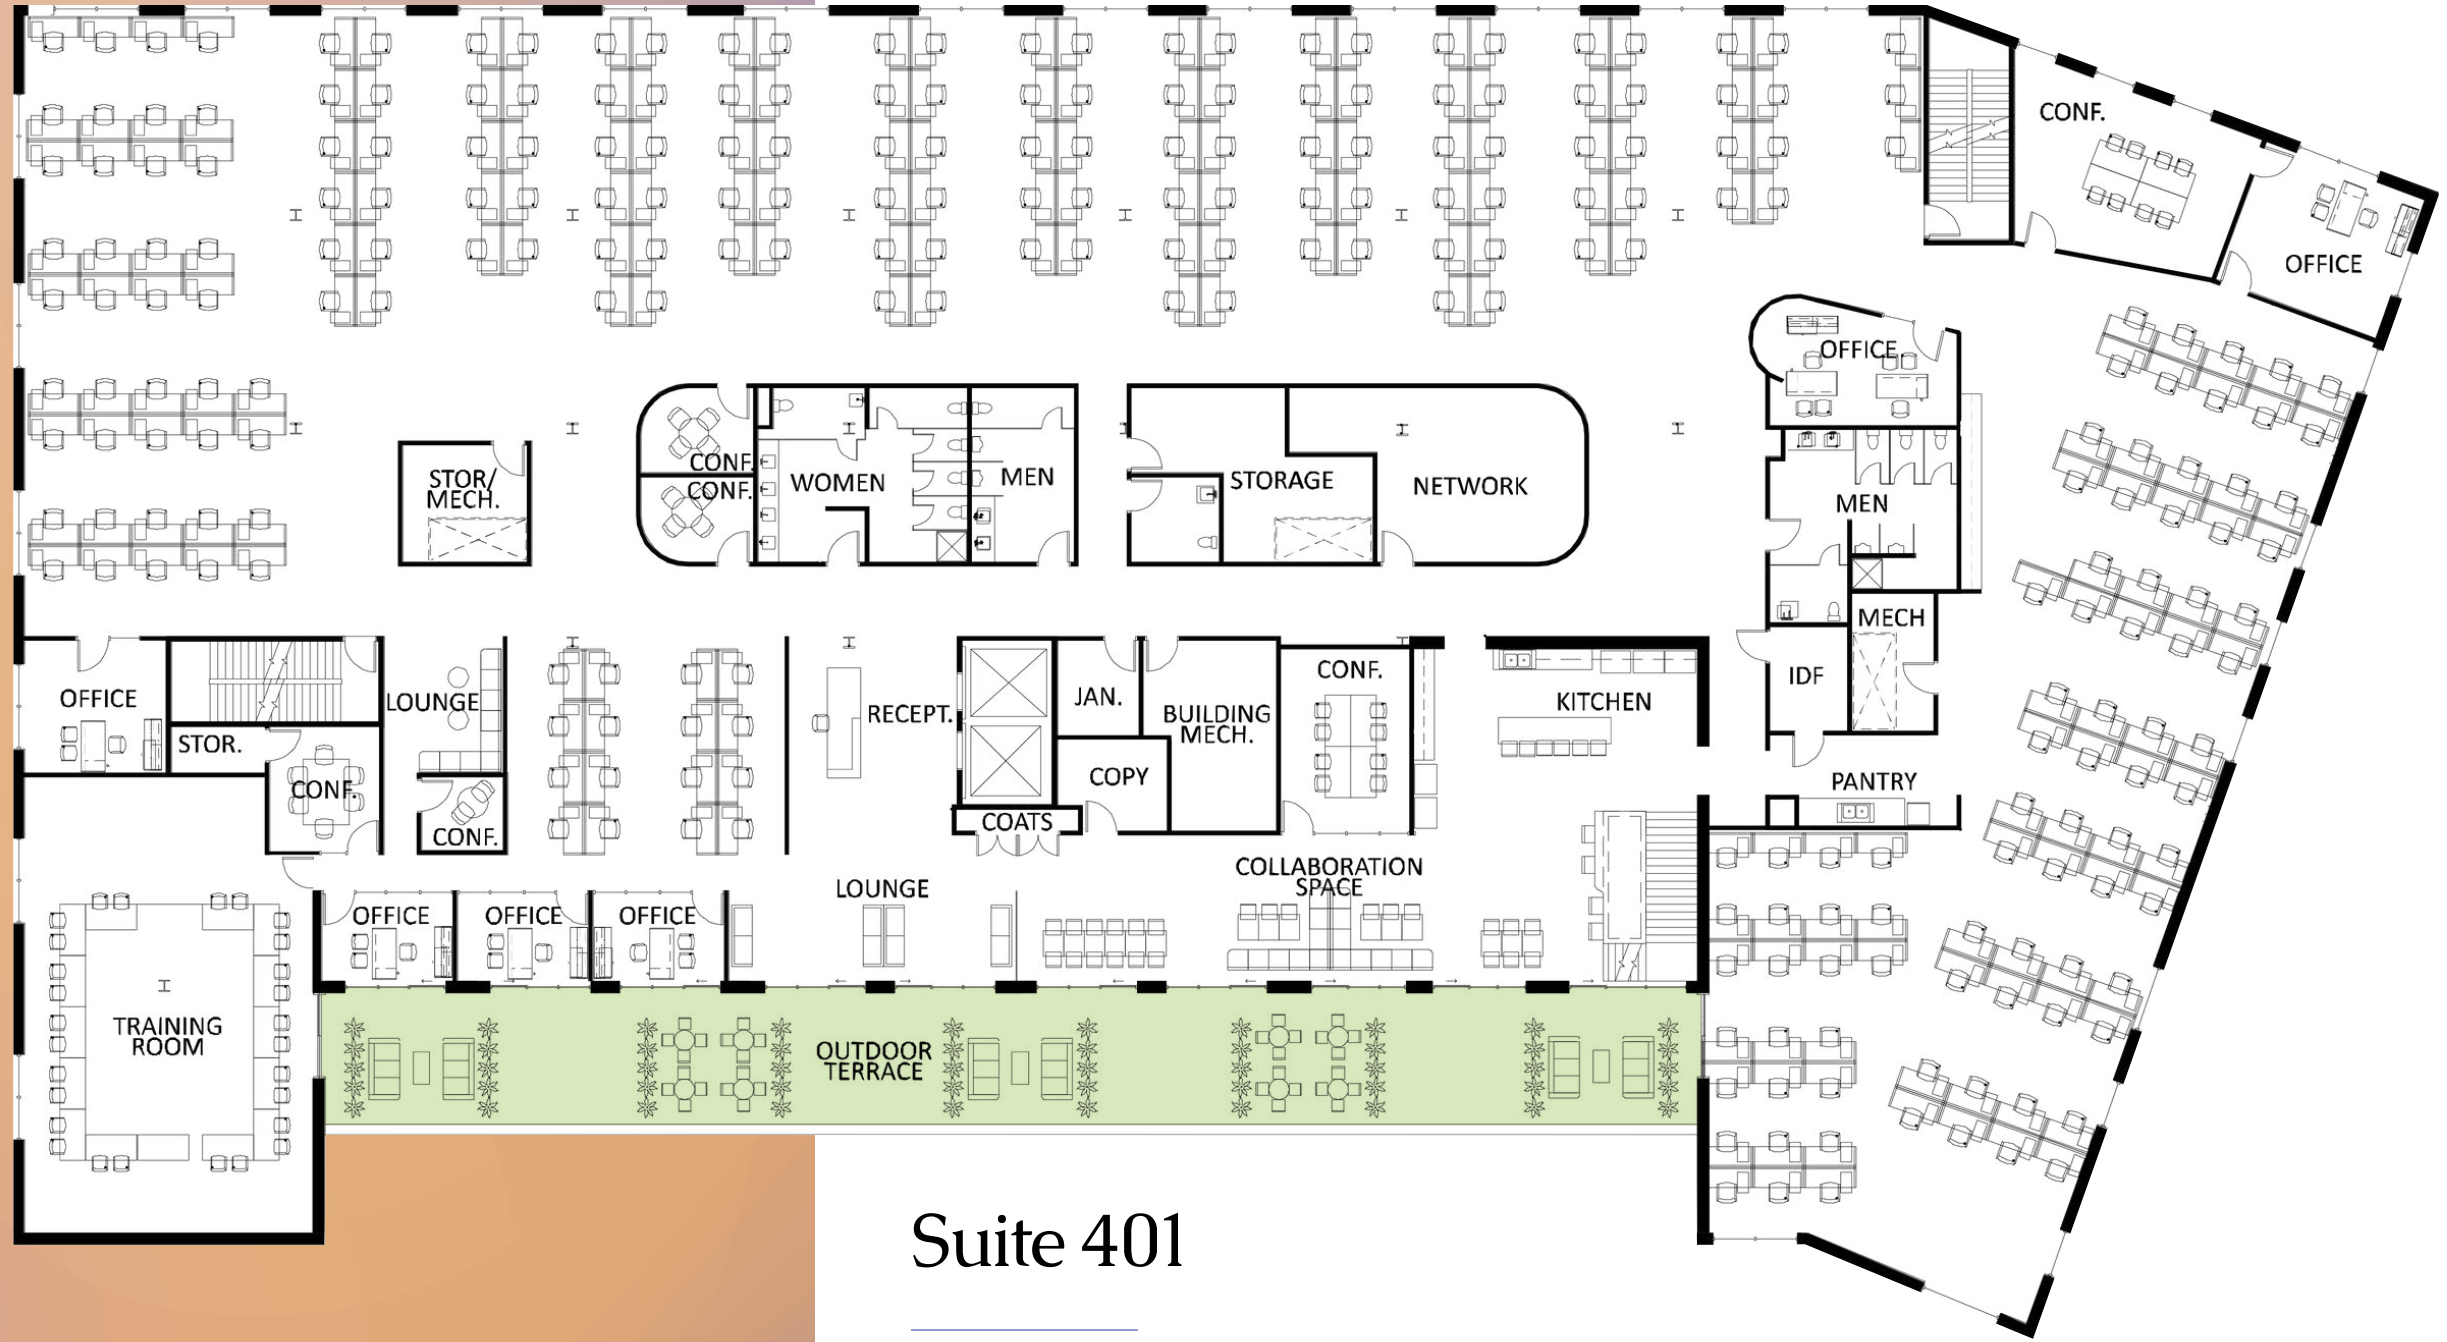 CONF.
OFFICE
OFFICE
CONF.
CONF.
STOR/
MECH.
WOMEN
MEN
STORAGE
NETWORK
MEN
MECH
IDF
OFFICE
LOUNGE
STOR.
CONF.
CONF.
RECEPT.
JAN.
BUILDING
MECH.
COPY
COATS
CONF.
KITCHEN
PANTRY
COLLABORATION
SPACE
LOUNGE
OFFICE
OFFICE
OFFICE
TRAINING
ROOM
OUTDOOR
TERRACE
Suite 401